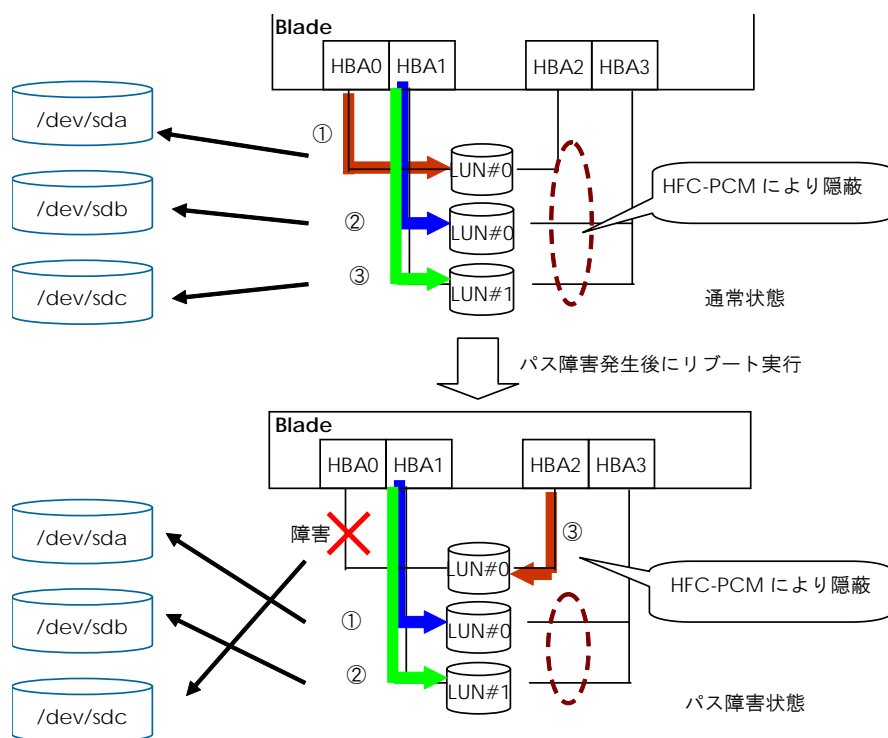 Blade
HBA0
HBA1
HBA2
HBA3
/dev/sda
①
LUN#0
HFC-PCM により隠蔽
/dev/sdb
②
LUN#0
/dev/sdc
③
LUN#1
通常状態
パス障害発生後にリブート実行
Blade
HBA0
HBA1
HBA2
HBA3
/dev/sda
障害
③
LUN#0
HFC-PCM により隠蔽
/dev/sdb
①
LUN#0
②
LUN#1
/dev/sdc
パス障害状態